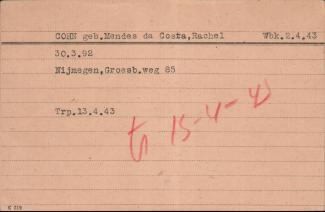 COHN geb.Mendes da Costa,Rachel Wbk.2.4.43
30.3.92
Nijmegen,Groesb.weg 85
Trp.13.4.43
15-4-43